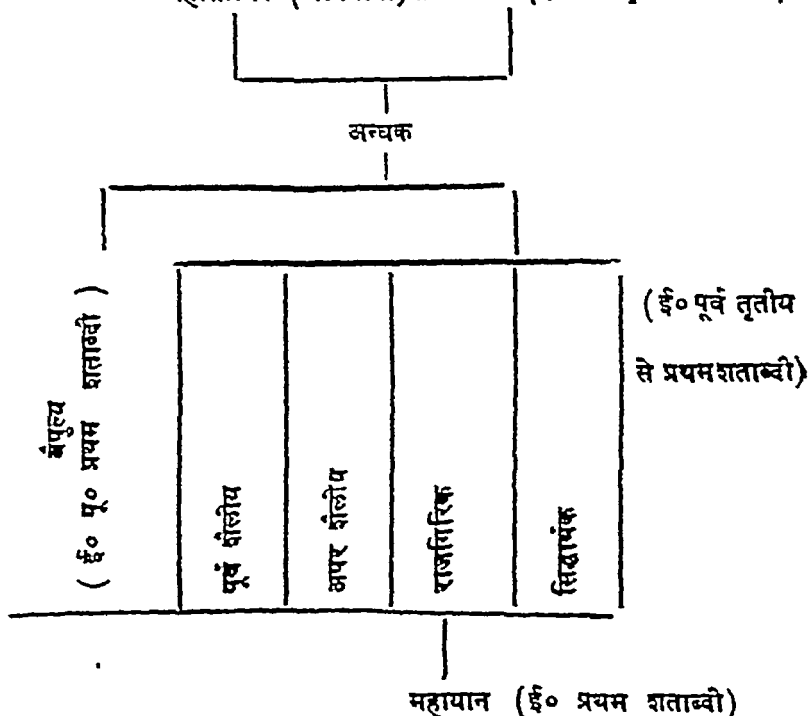 अन्धक
(ई० पूर्व तृतीय
से प्रथम शताब्दी)
वैपुल्य
( ई० पू० प्रथम शताब्दी )
पूर्व शैलीय
अपर शैलीय
राजगिरिक
सिद्धार्थक
महायान (ई० प्रथम शताब्दी)